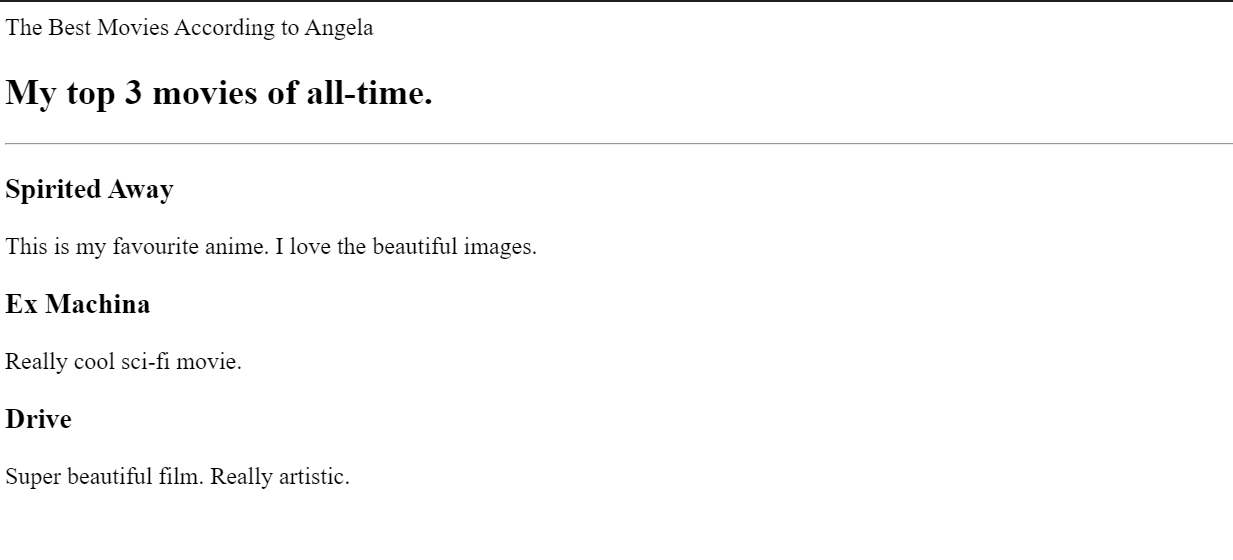 The Best Movies According to Angela
My top 3 movies of all-time.
Spirited Away
This is my favourite anime. I love the beautiful images.
Ex Machina
Really cool sci-fi movie.
Drive
Super beautiful film. Really artistic.